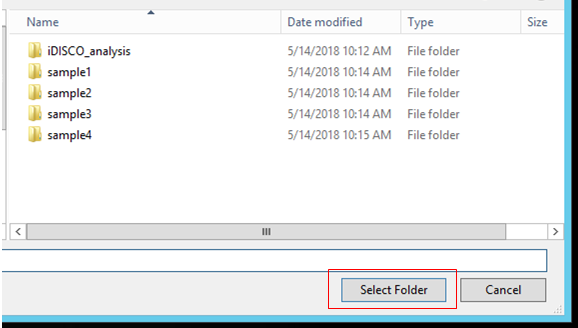 Name Date modified Type Size
iDISCO_analysis 5/14/2018 10:12 AM File folder
sample1 5/14/2018 10:14 AM File folder
sample2 5/14/2018 10:14 AM File folder
sample3 5/14/2018 10:14 AM File folder
sample4 5/14/2018 10:15 AM File folder
Select Folder Cancel